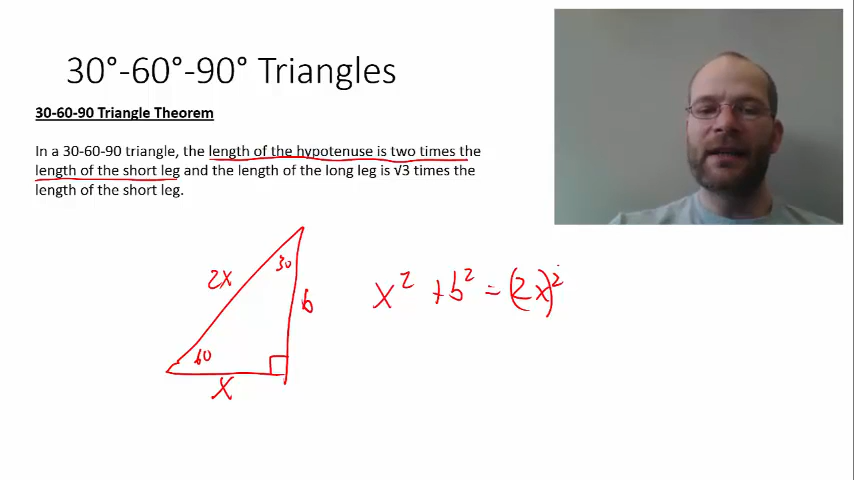 30°-60°-90° Triangles
30-60-90 Triangle Theorem
In a 30-60-90 triangle, the length of the hypotenuse is two times the
length of the short leg and the length of the long leg is √3 times the
length of the short leg.
30
2x
x² + b² = (2x)²
b
60
x